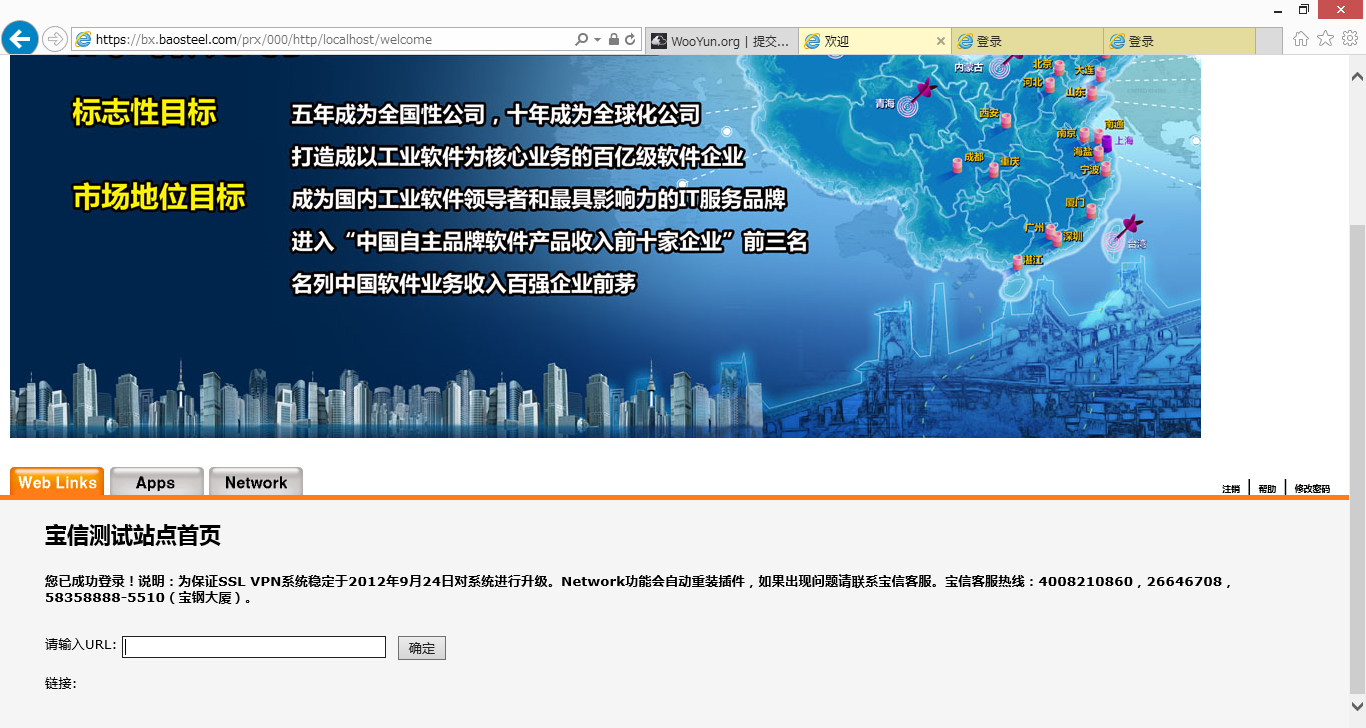 https://bx.baosteel.com/prx/000/http/localhost/welcome
WooYun.org | 提交...
欢迎
登录
登录
标志性目标
五年成为全国性公司，十年成为全球化公司
打造成以工业软件为核心业务的百亿级软件企业
市场地位目标
成为国内工业软件领导者和最具影响力的IT服务品牌
进入“中国自主品牌软件产品收入前十家企业”前三名
名列中国软件业务收入百强企业前茅
内蒙古
北京
大连
河北
山东
青海
西安
南通
南京
上海
海盐
成都
重庆
宁波
厦门
广州
深圳
台湾
湛江
Web Links
Apps
Network
注销
帮助
修改密码
宝信测试站点首页
您已成功登录！说明：为保证SSL VPN系统稳定于2012年9月24日对系统进行升级。Network功能会自动重装插件，如果出现问题请联系宝信客服。宝信客服热线：4008210860，26646708，
58358888-5510（宝钢大厦）。
请输入URL:
确定
链接: